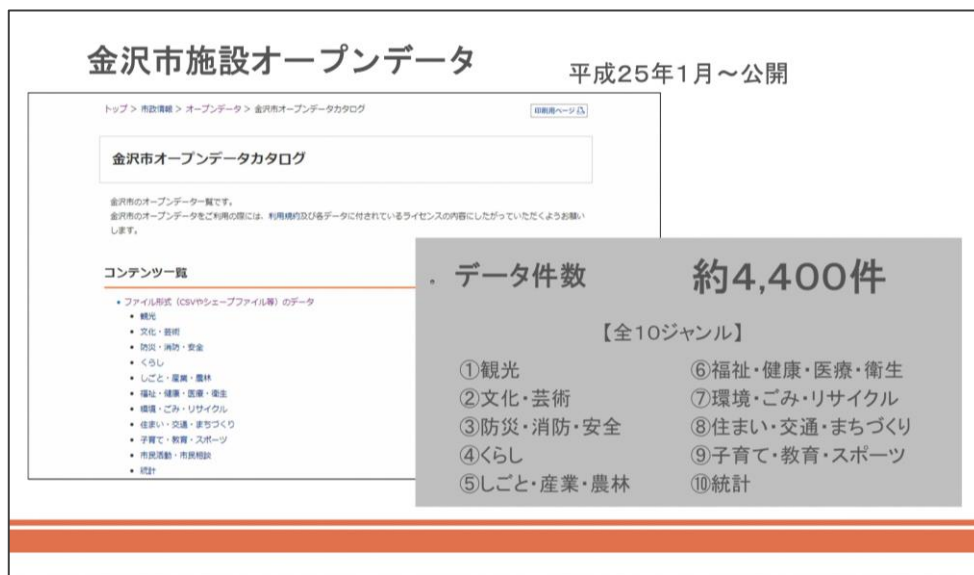 金沢市施設オープンデータ
平成25年1月～公開
トップ > 市政情報 > オープンデータ > 金沢市オープンデータカタログ
印刷用ページ
金沢市オープンデータカタログ
金沢市のオープンデータ一覧です。
金沢市のオープンデータをご利用の際には、利用規約及び各データに付されているライセンスの内容にしたがっていただくようお願い
します。
コンテンツ一覧
ファイル形式（CSVやシェープファイル等）のデータ
観光
文化・芸術
防災・消防・安全
くらし
しごと・産業・農林
福祉・健康・医療・衛生
環境・ごみ・リサイクル
住まい・交通・まちづくり
子育て・教育・スポーツ
市民活動・市民相談
統計
．データ件数 約4,400件
【全10ジャンル】
①観光
②文化・芸術
③防災・消防・安全
④くらし
⑤しごと・産業・農林
⑥福祉・健康・医療・衛生
⑦環境・ごみ・リサイクル
⑧住まい・交通・まちづくり
⑨子育て・教育・スポーツ
⑩統計